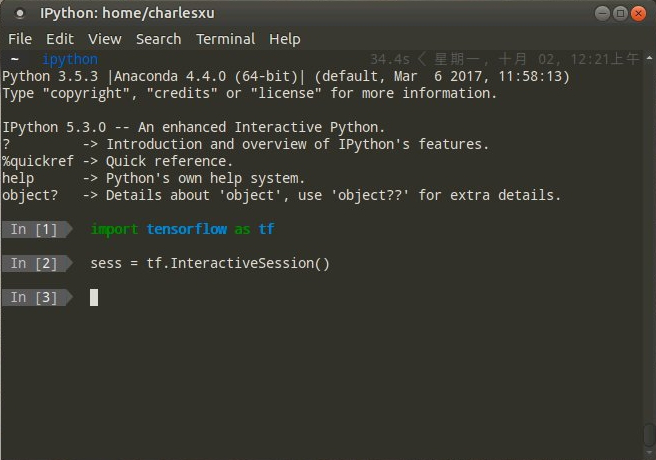 IPython: home/charlesxu
File Edit View Search Terminal Help
~ ipython 34.4s < 星期一, 十月 02, 12:21上午
Python 3.5.3 |Anaconda 4.4.0 (64-bit)| (default, Mar  6 2017, 11:58:13)
Type "copyright", "credits" or "license" for more information.
IPython 5.3.0 -- An enhanced Interactive Python.
?         -> Introduction and overview of IPython's features.
%quickref -> Quick reference.
help      -> Python's own help system.
object?   -> Details about 'object', use 'object??' for extra details.
In [1] import tensorflow as tf
In [2] sess = tf.InteractiveSession()
In [3]